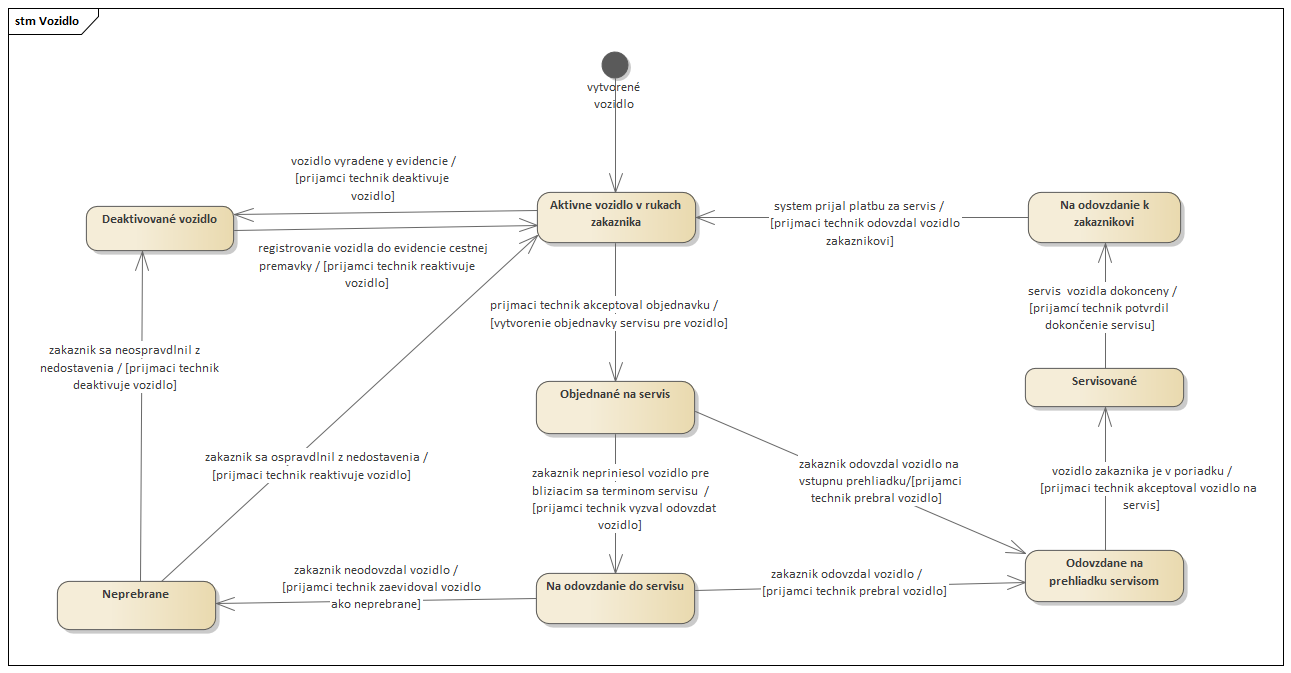 stm Vozidlo
vytvorené
vozidlo
vozidlo vyradene y evidencie /
[prijamci technik deaktivuje
vozidlo]
Deaktivované vozidlo
Aktivne vozidlo v rukach
zakaznika
system prijal platbu za servis /
[prijmaci technik odovzdal vozidlo
zakaznikovi]
Na odovzdanie k
zakaznikovi
registrovanie vozidla do evidencie cestnej
premavky / [prijamci technik reaktivuje
vozidlo]
prijmaci technik akceptoval objednavku /
[vytvorenie objednavky servisu pre vozidlo]
servis  vozidla dokonceny /
[prijamcí technik potvrdil
dokončenie servisu]
zakaznik sa neospravdlnil z
nedostavenia / [prijmaci technik
deaktivuje vozidlo]
Objednané na servis
Servisované
zakaznik sa ospravdlnil z nedostavenia /
[prijmaci technik reaktivuje vozidlo]
zakaznik nepriniesol vozidlo pre
bliziacim sa terminom servisu  /
[prijamci technik vyzval odovzdat
vozidlo]
zakaznik odovzdal vozidlo na
vstupnu prehliadku/[prijamci
technik prebral vozidlo]
vozidlo zakaznika je v poriadku /
[prijmaci technik akceptoval vozidlo na
servis]
Neprebrane
zakaznik neodovzdal vozidlo /
[prijamci technik zaevidoval vozidlo
ako neprebrane]
Na odovzdanie do servisu
zakaznik odovzdal vozidlo /
[prijamci technik prebral vozidlo]
Odovzdane na
prehliadku servisom